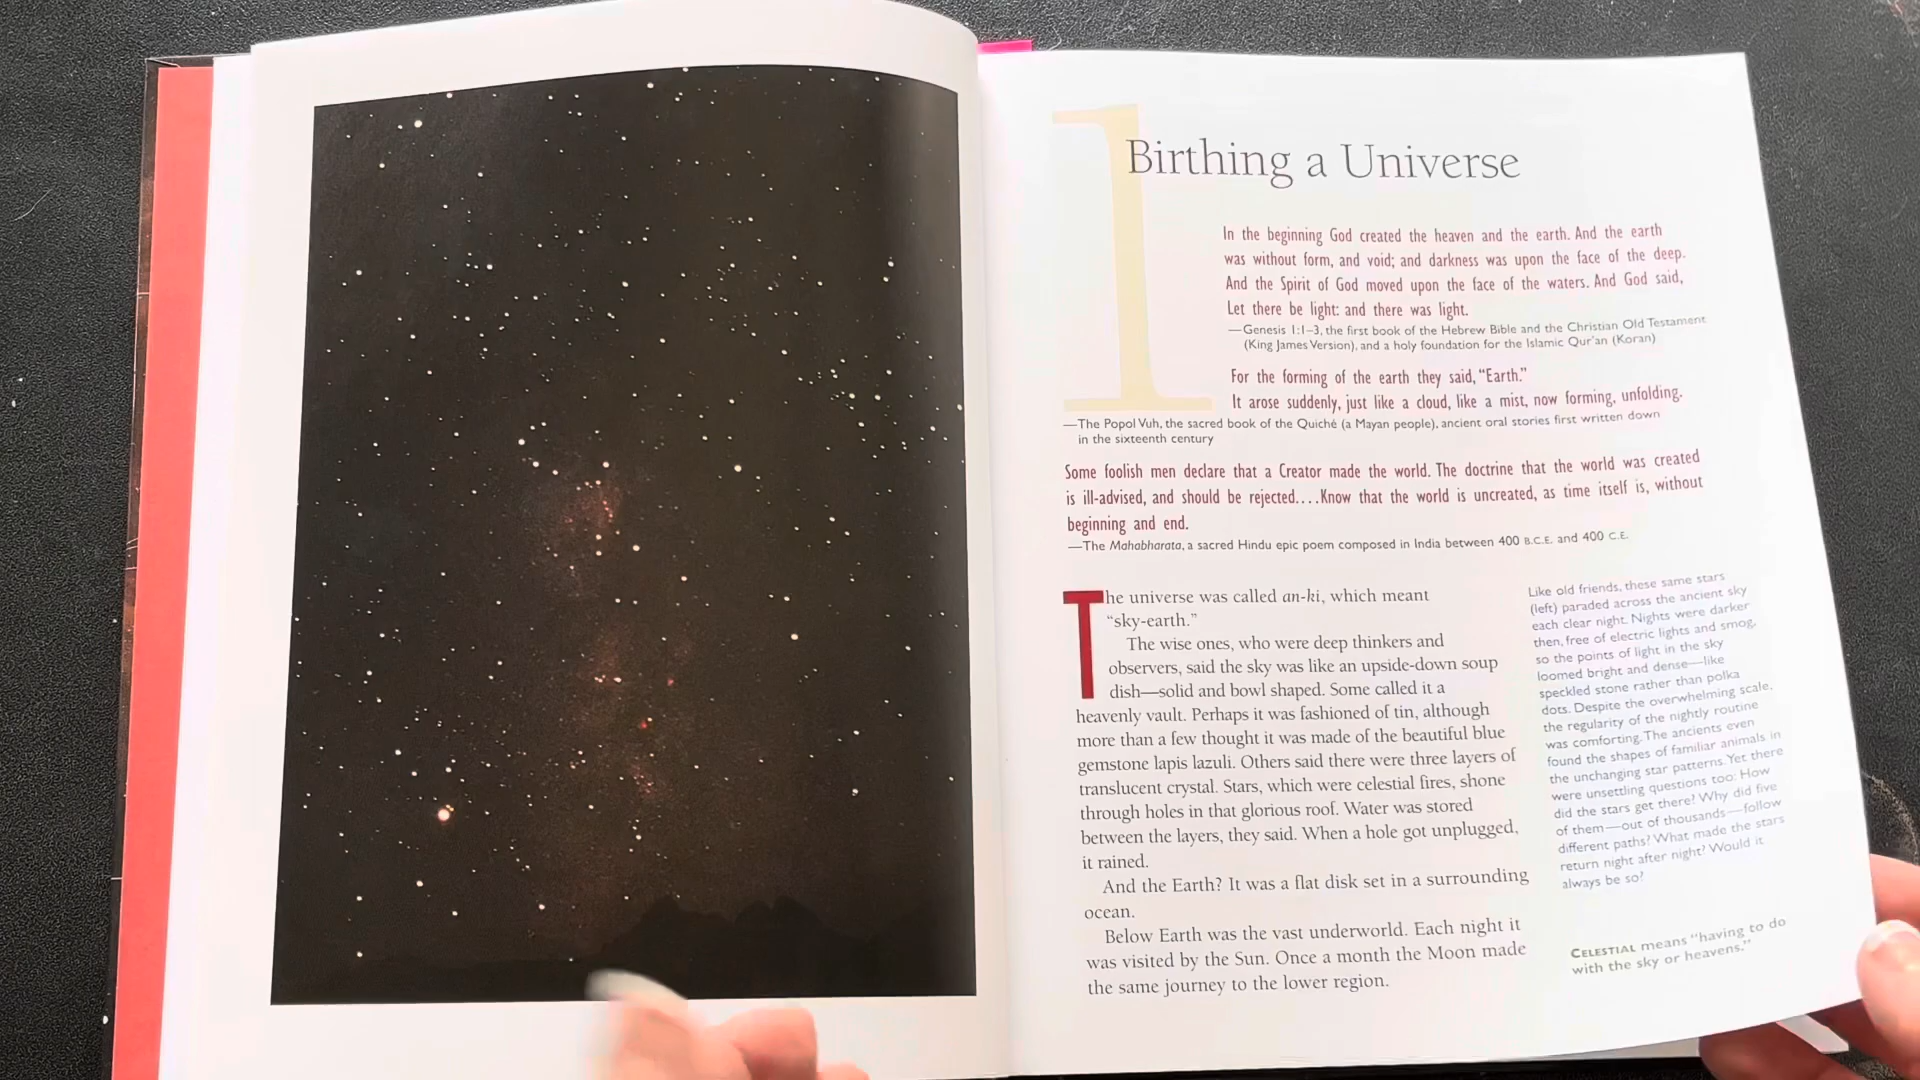 1
Birthing a Universe
In the beginning God created the heaven and the earth. And the earth
was without form, and void; and darkness was upon the face of the deep.
And the Spirit of God moved upon the face of the waters. And God said,
Let there be light: and there was light.
—Genesis 1:1–3, the first book of the Hebrew Bible and the Christian Old Testament
(King James Version), and a holy foundation for the Islamic Qur'an (Koran)
For the forming of the earth they said, “Earth.”
It arose suddenly, just like a cloud, like a mist, now forming, unfolding.
—The Popol Vuh, the sacred book of the Quiché (a Mayan people), ancient oral stories first written down
in the sixteenth century
Some foolish men declare that a Creator made the world. The doctrine that the world was created
is ill-advised, and should be rejected....Know that the world is uncreated, as time itself is, without
beginning and end.
—The Mahabharata, a sacred Hindu epic poem composed in India between 400 B.C.E. and 400 C.E.
The universe was called an-ki, which meant
“sky-earth.”
The wise ones, who were deep thinkers and
observers, said the sky was like an upside-down soup
dish—solid and bowl shaped. Some called it a
heavenly vault. Perhaps it was fashioned of tin, although
more than a few thought it was made of the beautiful blue
gemstone lapis lazuli. Others said there were three layers of
translucent crystal. Stars, which were celestial fires, shone
through holes in that glorious roof. Water was stored
between the layers, they said. When a hole got unplugged,
it rained.
And the Earth? It was a flat disk set in a surrounding
ocean.
Below Earth was the vast underworld. Each night it
was visited by the Sun. Once a month the Moon made
the same journey to the lower region.
Like old friends, these same stars
(left) paraded across the ancient sky
each clear night. Nights were darker
then, free of electric lights and smog,
so the points of light in the sky
loomed bright and dense—like
speckled stone rather than polka
dots. Despite the overwhelming scale,
the regularity of the nightly routine
was comforting. The ancients even
found the shapes of familiar animals in
the unchanging star patterns. Yet there
were unsettling questions too: How
did the stars get there? Why did five
of them—out of thousands—follow
different paths? What made the stars
return night after night? Would it
always be so?
CELESTIAL means “having to do
with the sky or heavens.”